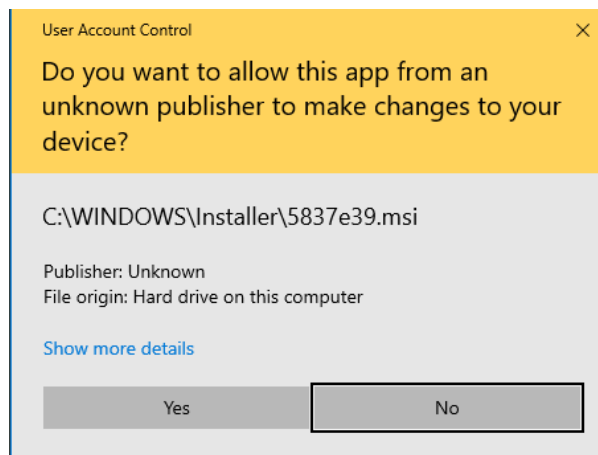 User Account Control
Do you want to allow this app from an
unknown publisher to make changes to your
device?
C:\WINDOWS\Installer\5837e39.msi
Publisher: Unknown
File origin: Hard drive on this computer
Show more details
Yes No